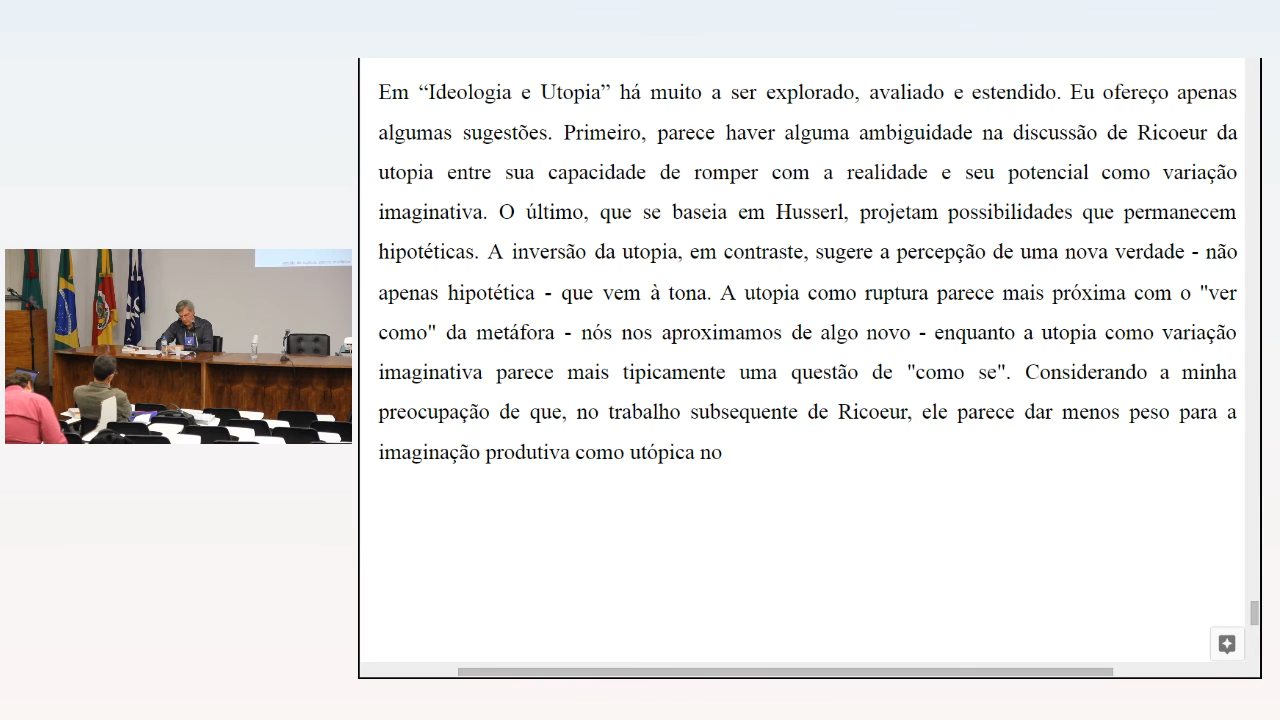 Em “Ideologia e Utopia” há muito a ser explorado, avaliado e estendido. Eu ofereço apenas
algumas sugestões. Primeiro, parece haver alguma ambiguidade na discussão de Ricoeur da
utopia entre sua capacidade de romper com a realidade e seu potencial como variação
imaginativa. O último, que se baseia em Husserl, projetam possibilidades que permanecem
hipotéticas. A inversão da utopia, em contraste, sugere a percepção de uma nova verdade - não
apenas hipotética - que vem à tona. A utopia como ruptura parece mais próxima com o "ver
como" da metáfora - nós nos aproximamos de algo novo - enquanto a utopia como variação
imaginativa parece mais tipicamente uma questão de "como se". Considerando a minha
preocupação de que, no trabalho subsequente de Ricoeur, ele parece dar menos peso para a
imaginação produtiva como utópica no